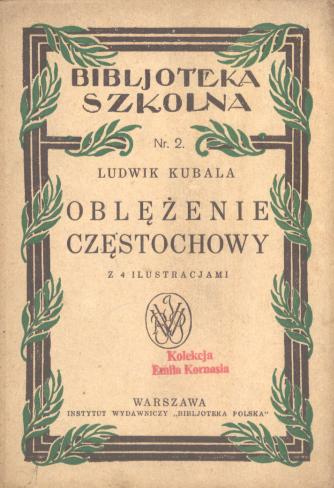 BIBLJOTEKA
SZKOLNA
Nr. 2.
LUDWIK KUBALA
OBLĘŻENIE
CZĘSTOCHOWY
Z 4 ILUSTRACJAMI
Kolekcja
Emila Kornasia
WARSZAWA
INSTYTUT WYDAWNICZY „BIBLJOTEKA POLSKA"